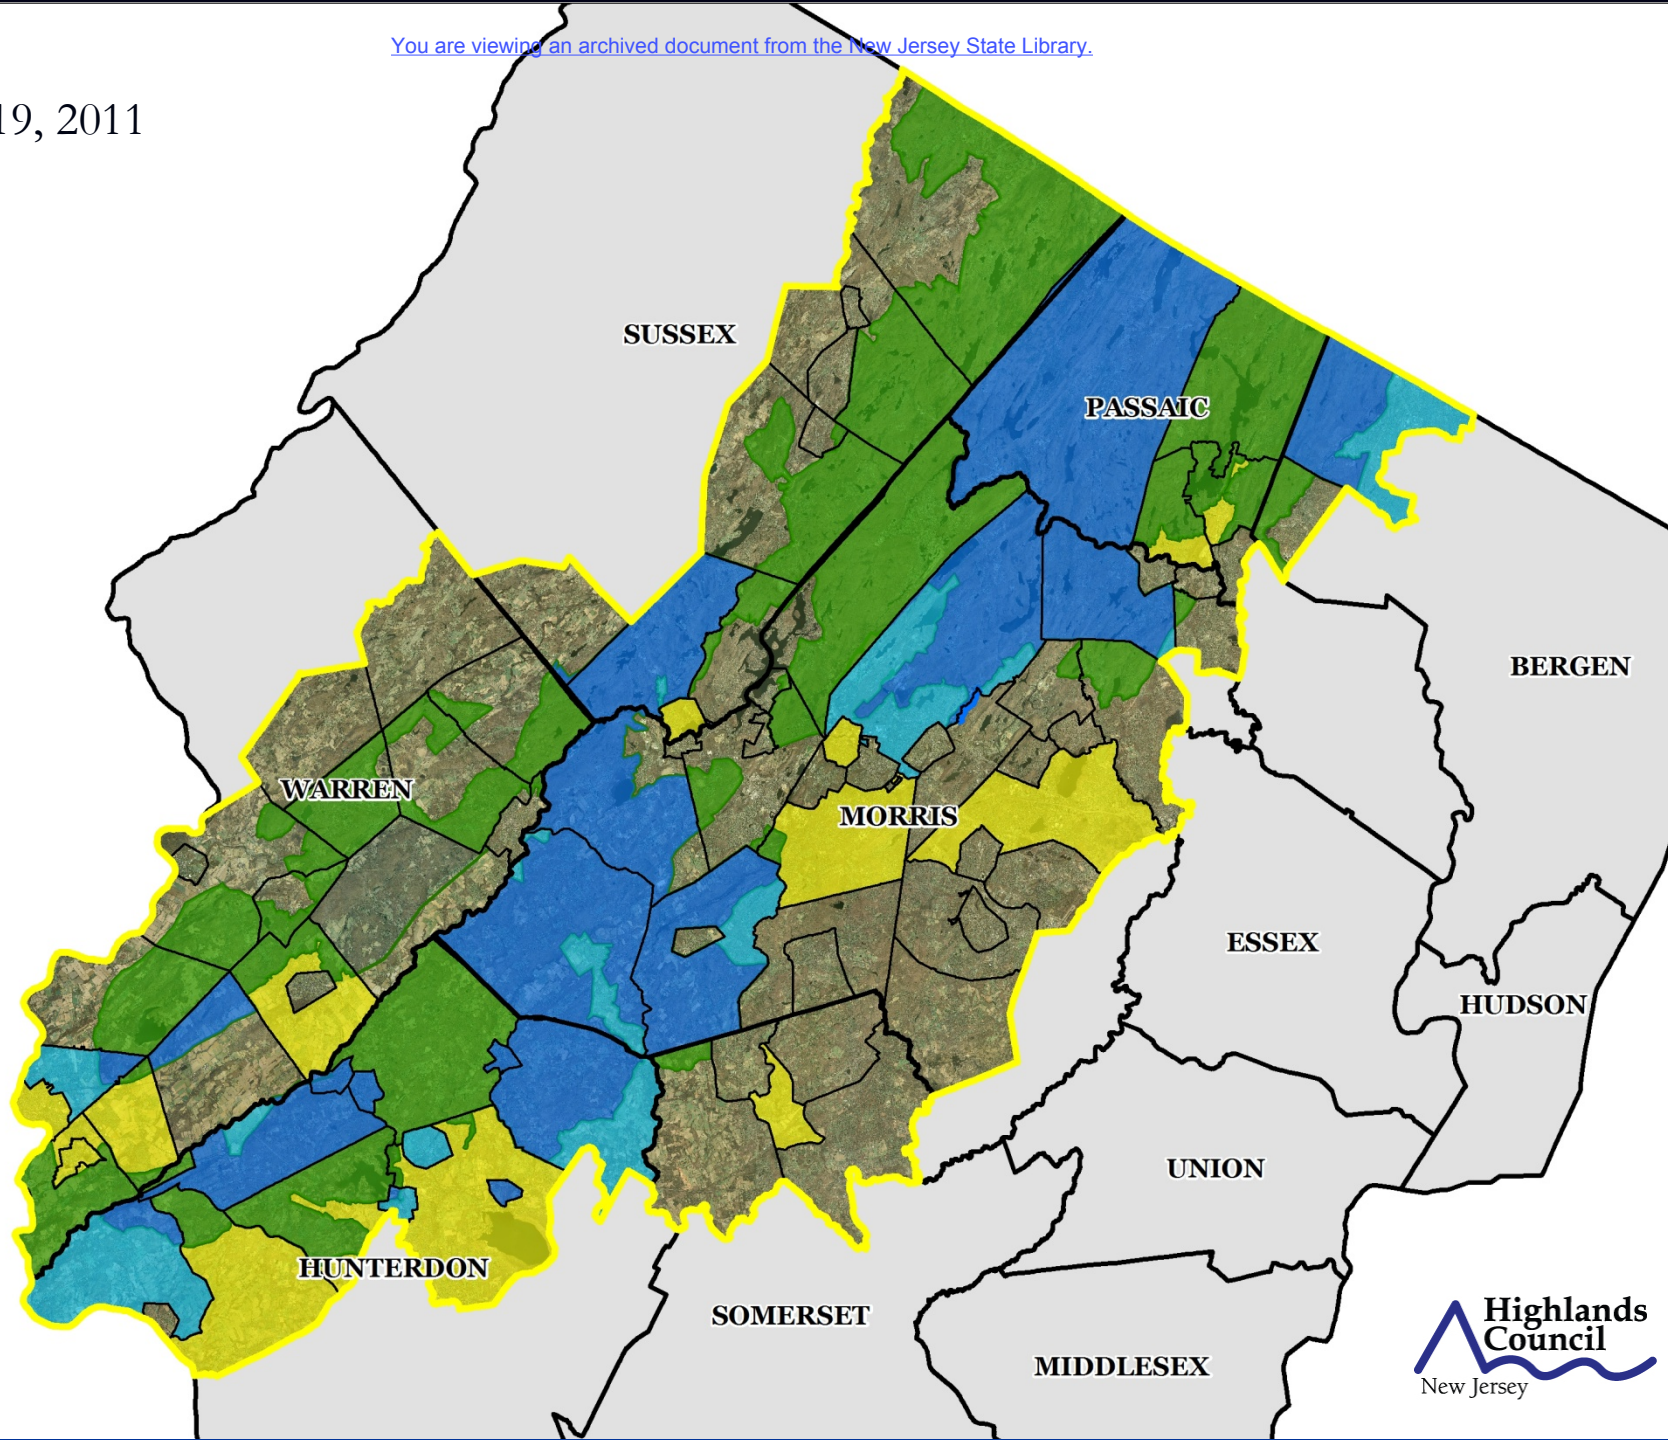 You are viewing an archived document from the New Jersey State Library.
19, 2011
SUSSEX
PASSAIC
BERGEN
WARREN
MORRIS
ESSEX
HUDSON
UNION
HUNTERDON
SOMERSET
MIDDLESEX
Highlands
Council
New Jersey